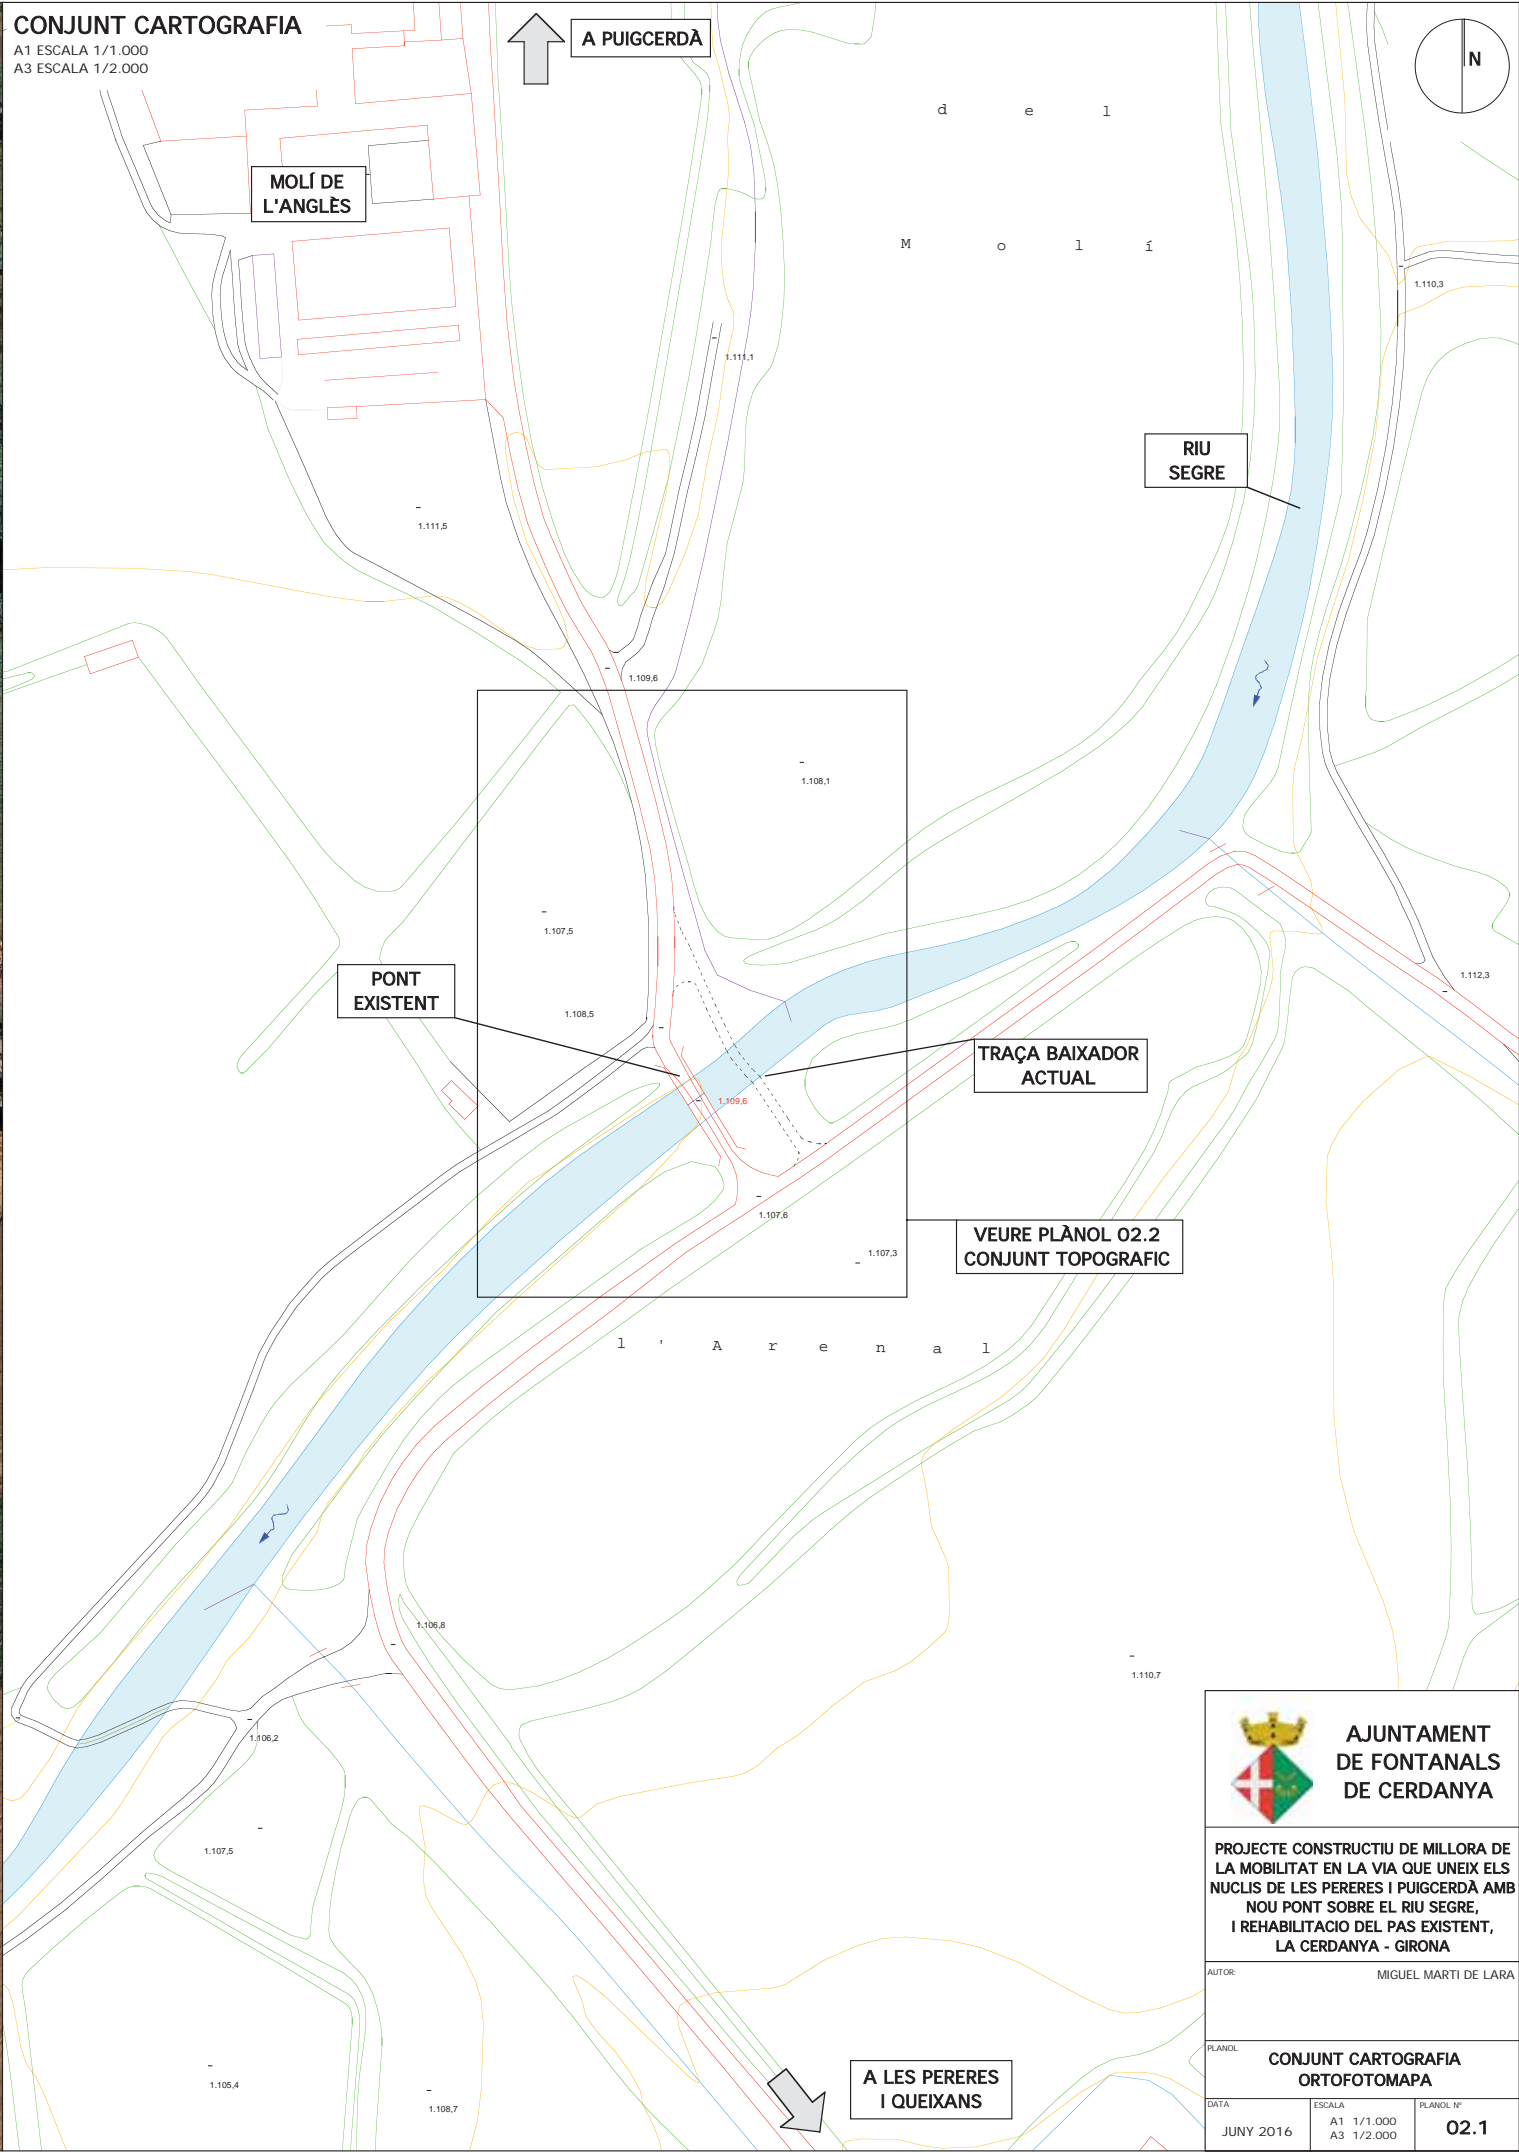 CONJUNT CARTOGRAFIA
A1 ESCALA 1/1.000
A3 ESCALA 1/2.000
A PUIGCERDÀ
N
d e l
MOLÍ DE
L'ANGLÈS
M o l í
1.110,3
1.111,1
RIU
SEGRE
1.111,5
1.109,6
1.108,1
1.107,5
PONT
EXISTENT
1.112,3
1.108,5
TRAÇA BAIXADOR
ACTUAL
1.109,6
1.107,6
VEURE PLÀNOL 02.2
CONJUNT TOPOGRAFIC
1.107,3
l ' A r e n a l
1.106,8
1.110,7
1.106,2
1.107,5
1.105,4
1.108,7
A LES PERERES
I QUEIXANS
AJUNTAMENT
DE FONTANALS
DE CERDANYA
PROJECTE CONSTRUCTIU DE MILLORA DE
LA MOBILITAT EN LA VIA QUE UNEIX ELS
NUCLIS DE LES PERERES I PUIGCERDÀ AMB
NOU PONT SOBRE EL RIU SEGRE,
I REHABILITACIO DEL PAS EXISTENT,
LA CERDANYA - GIRONA
AUTOR:
MIGUEL MARTI DE LARA
PLANOL
CONJUNT CARTOGRAFIA
ORTOFOTOMAPA
DATA
JUNY 2016
ESCALA
A1 1/1.000
A3 1/2.000
PLANOL Nº
02.1